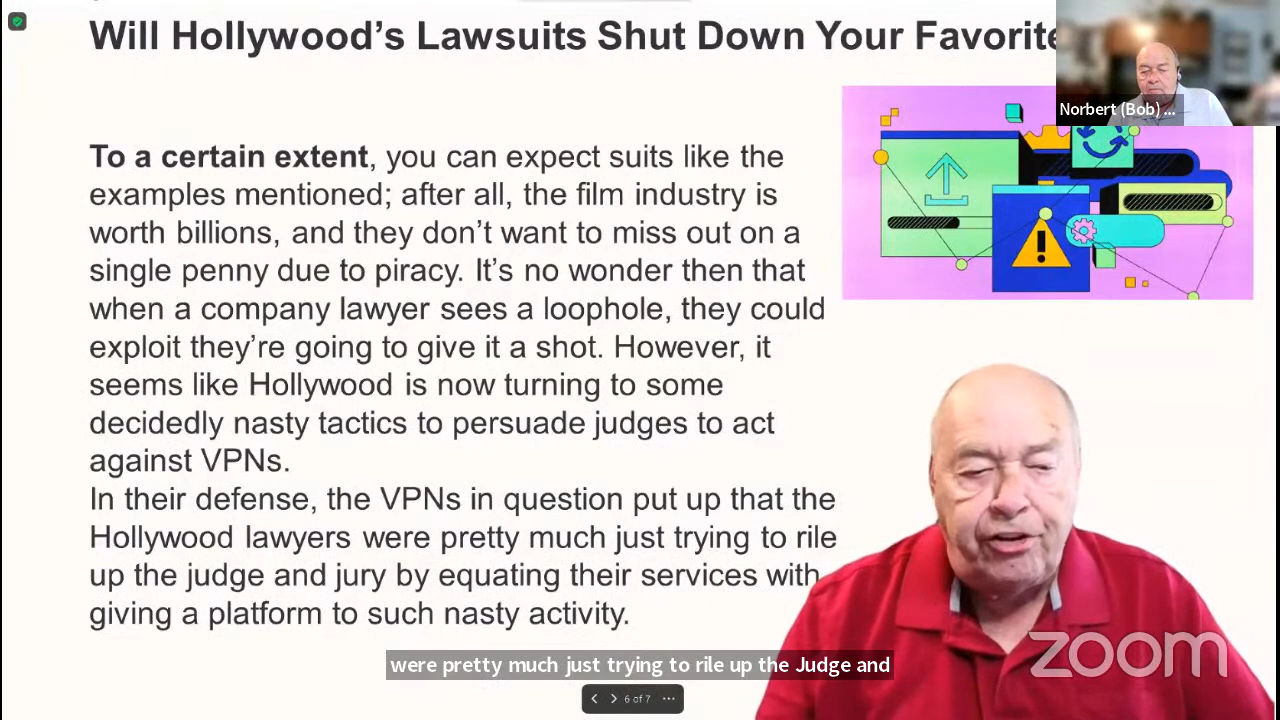 Will Hollywood’s Lawsuits Shut Down Your Favorite
Norbert (Bob) ...
To a certain extent, you can expect suits like the
examples mentioned; after all, the film industry is
worth billions, and they don’t want to miss out on a
single penny due to piracy. It’s no wonder then that
when a company lawyer sees a loophole, they could
exploit they’re going to give it a shot. However, it
seems like Hollywood is now turning to some
decidedly nasty tactics to persuade judges to act
against VPNs.
In their defense, the VPNs in question put up that the
Hollywood lawyers were pretty much just trying to rile
up the judge and jury by equating their services with
giving a platform to such nasty activity.
zoom
were pretty much just trying to rile up the Judge and
6 of 7